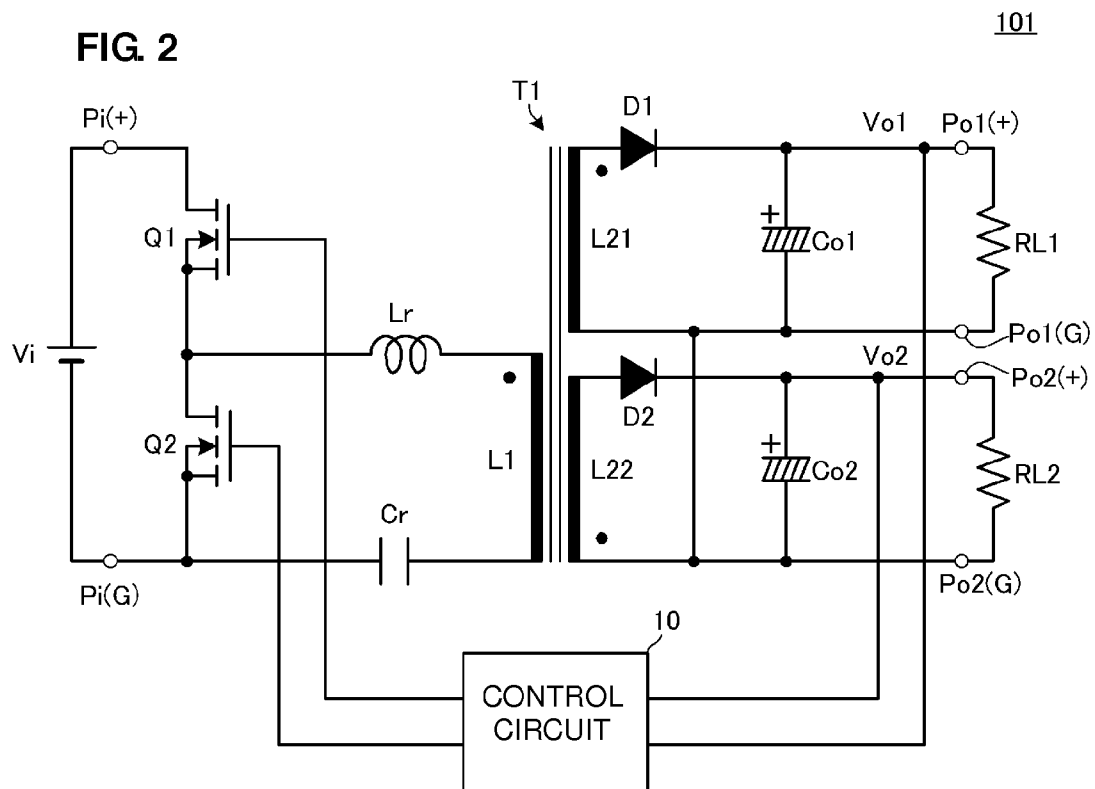 101
FIG. 2
T1
Pi(+)
D1
Vo1
Po1(+)
Q1
L21
+
Co1
RL1
Lr
Po1(G)
Vi
Vo2
Po2(+)
D2
Q2
L1
L22
+
Co2
RL2
Cr
Pi(G)
Po2(G)
10
CONTROL
CIRCUIT